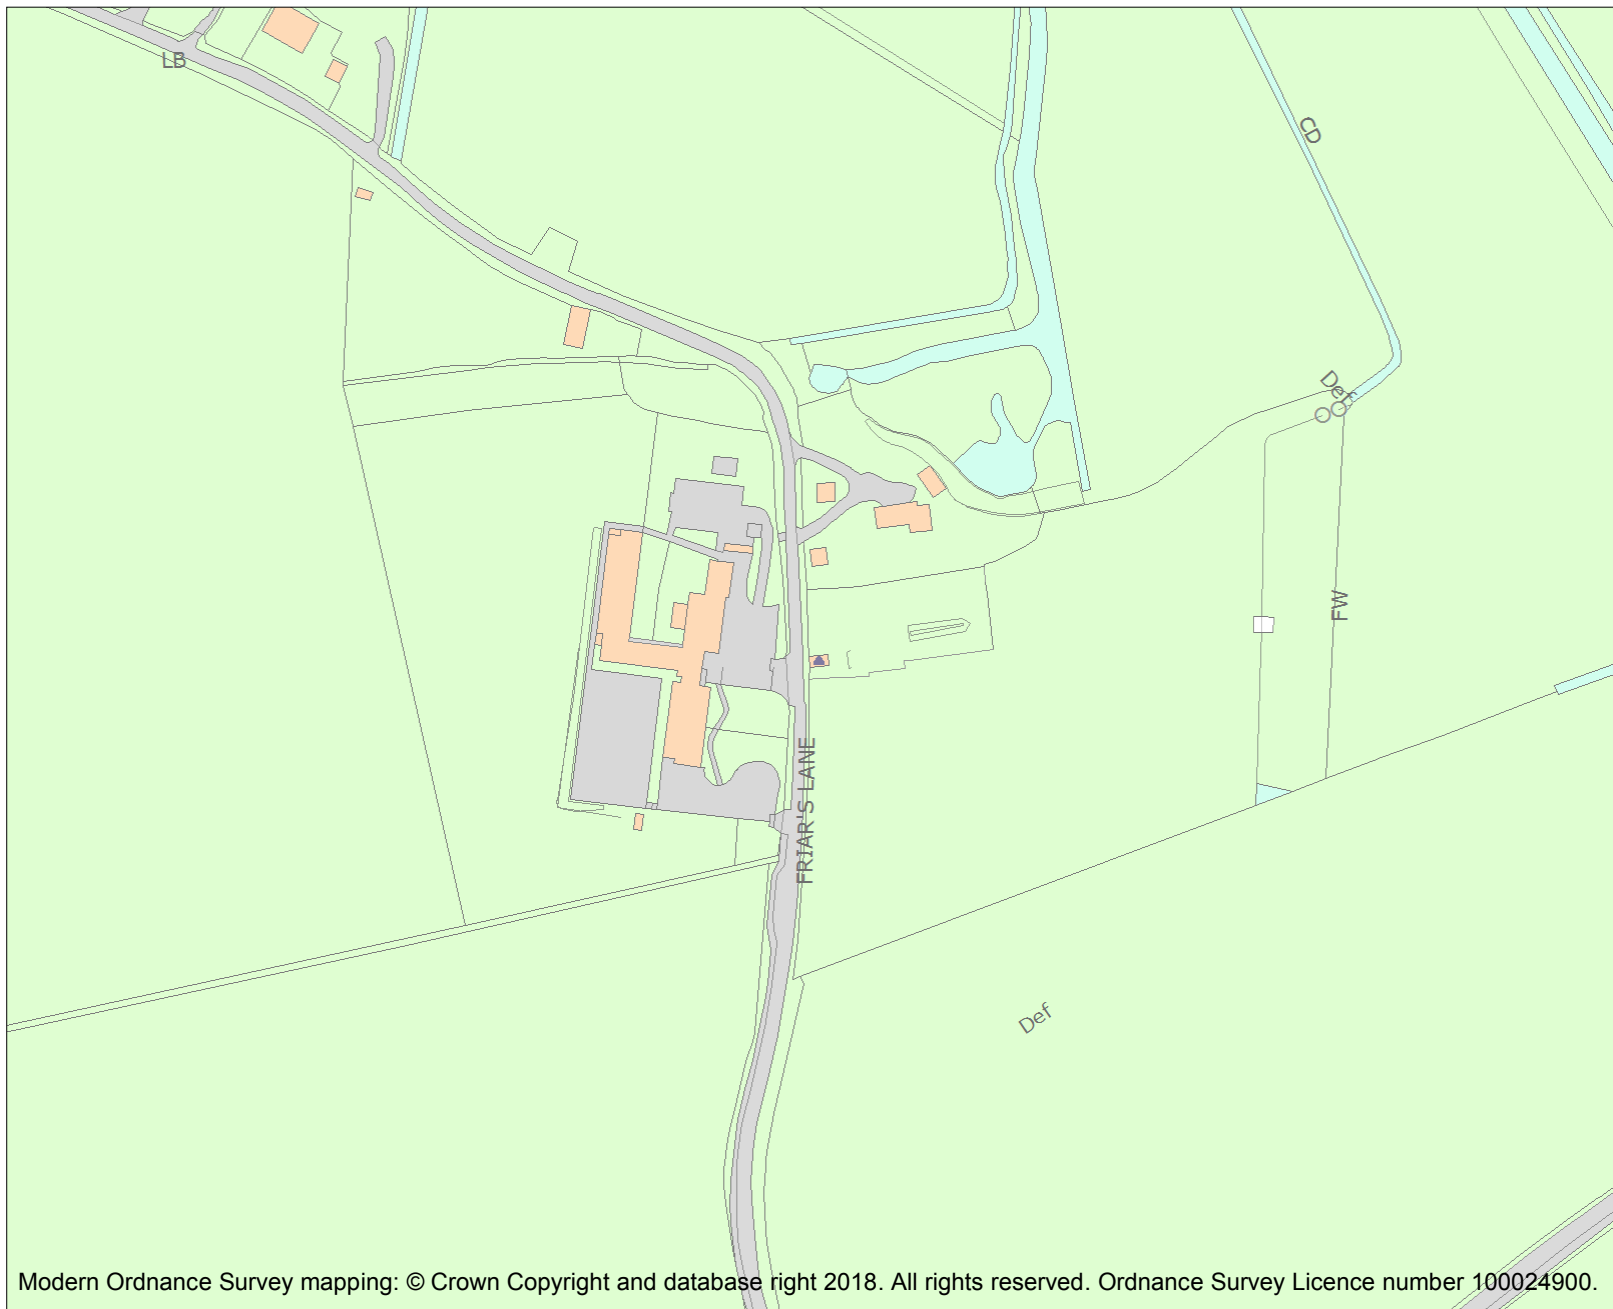 LB
CD
Def
FW
FRIAR'S LANE
Def
Modern Ordnance Survey mapping: © Crown Copyright and database right 2018. All rights reserved. Ordnance Survey Licence number 100024900.